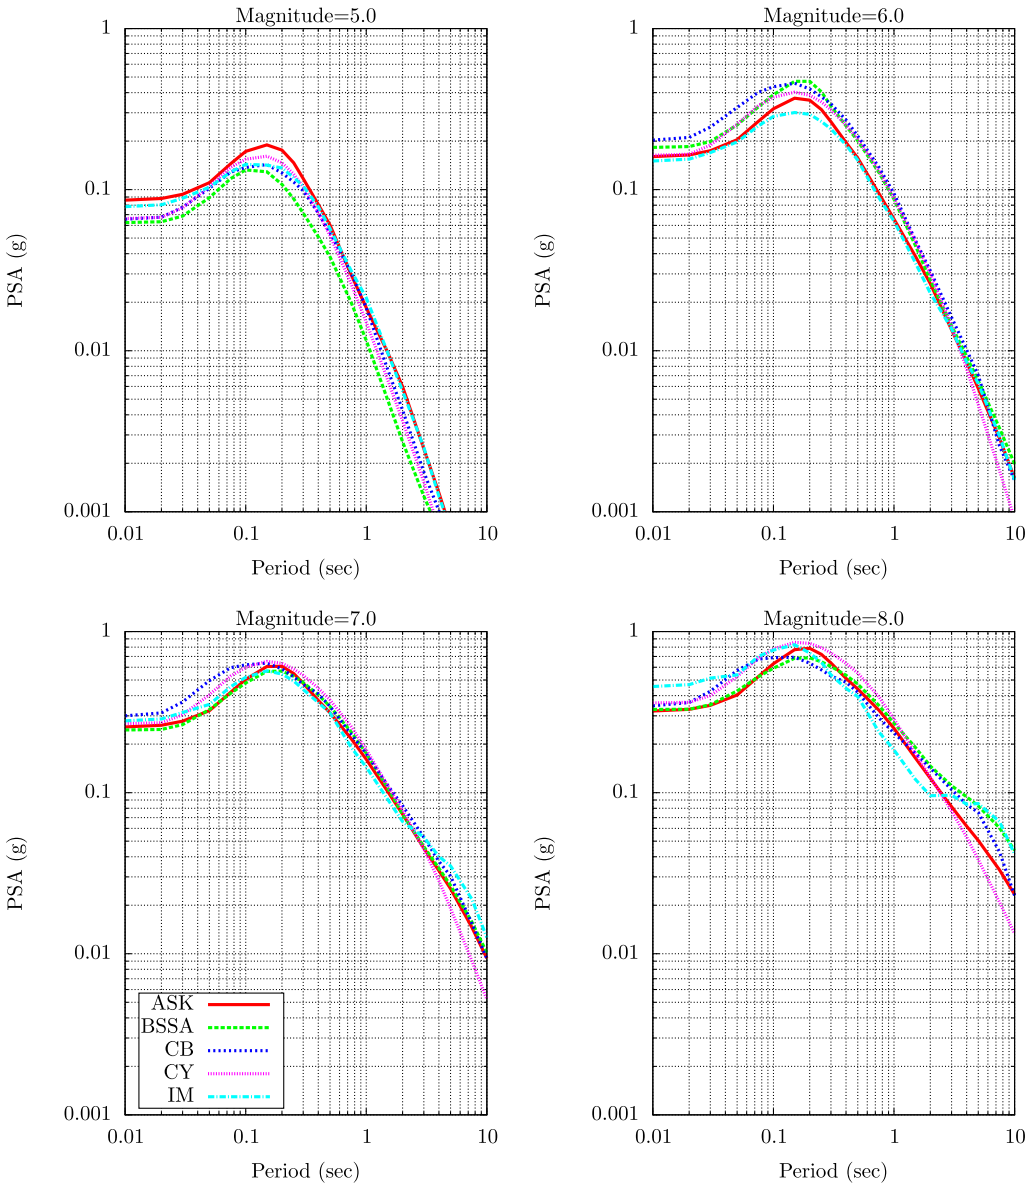 Magnitude=5.0
1
0.1
0.01
0.001
PSA (g)
0.01 0.1 1 10
Period (sec)
Magnitude=6.0
1
0.1
0.01
0.001
PSA (g)
0.01 0.1 1 10
Period (sec)
Magnitude=7.0
1
0.1
0.01
0.001
PSA (g)
ASK
BSSA
CB
CY
IM
0.01 0.1 1 10
Period (sec)
Magnitude=8.0
1
0.1
0.01
0.001
PSA (g)
0.01 0.1 1 10
Period (sec)